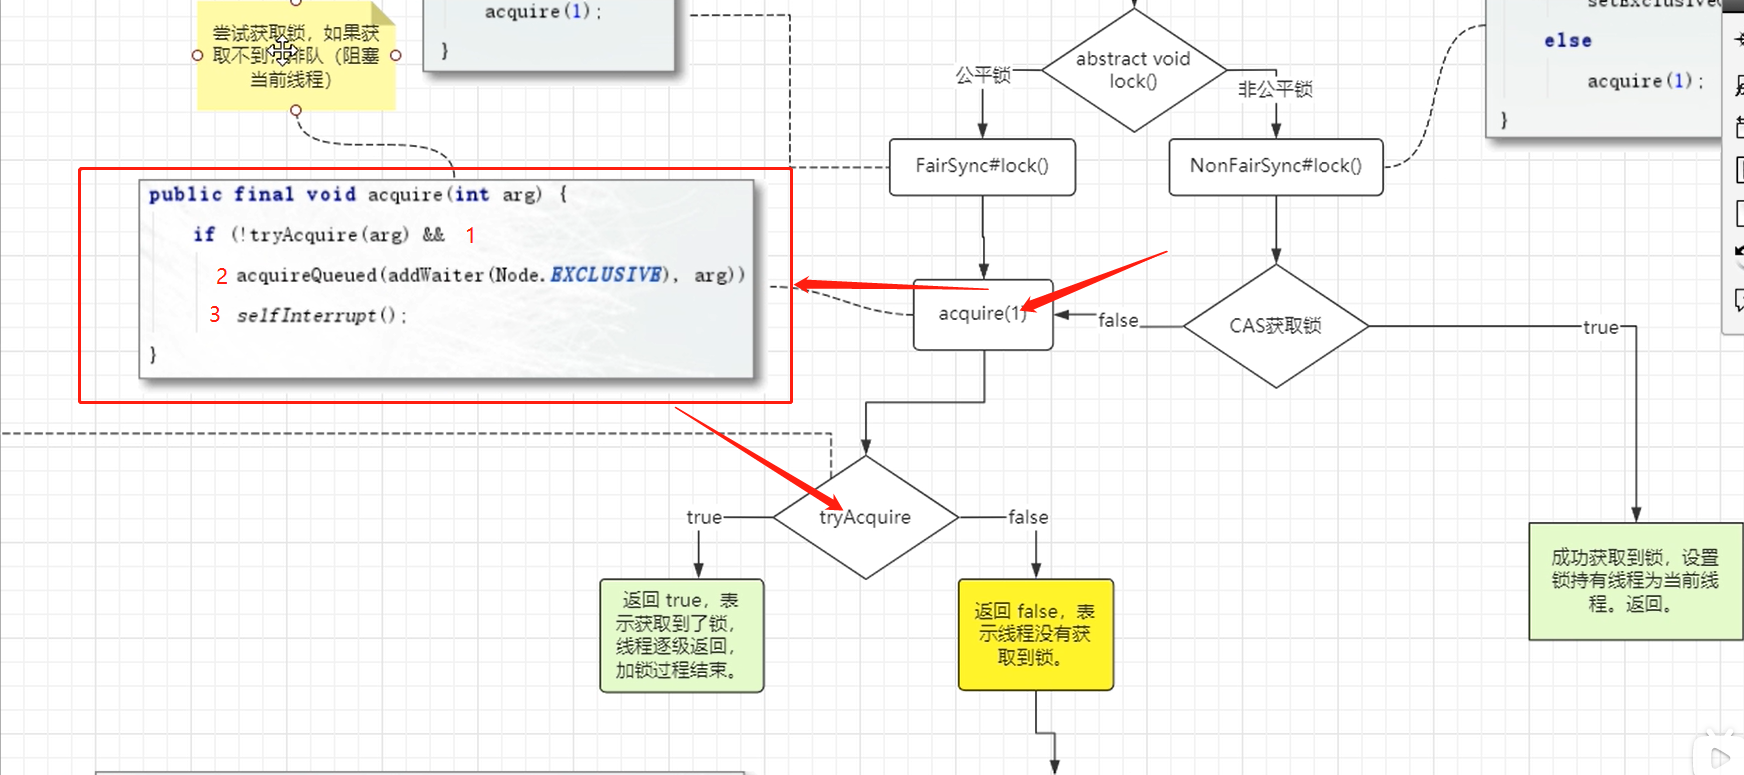 尝试获取锁，如果获
取不到
排队（阻塞
当前线程）
acquire(1);
}
abstract void
lock()
公平锁
非公平锁
else
acquire(1);
}
FairSync#lock()
NonFairSync#lock()
public final void acquire(int arg) {
if (!tryAcquire(arg) && 1
2 acquireQueued(addWaiter(Node.EXCLUSIVE), arg))
3 selfInterrupt();
}
acquire(1)
false
CAS获取锁
true
tryAcquire
true
false
返回 true，表
示获取到了锁，
线程逐级返回，
加锁过程结束。
返回 false，表
示线程没有获
取到锁。
成功获取到锁，设置
锁持有线程为当前线
程。返回。